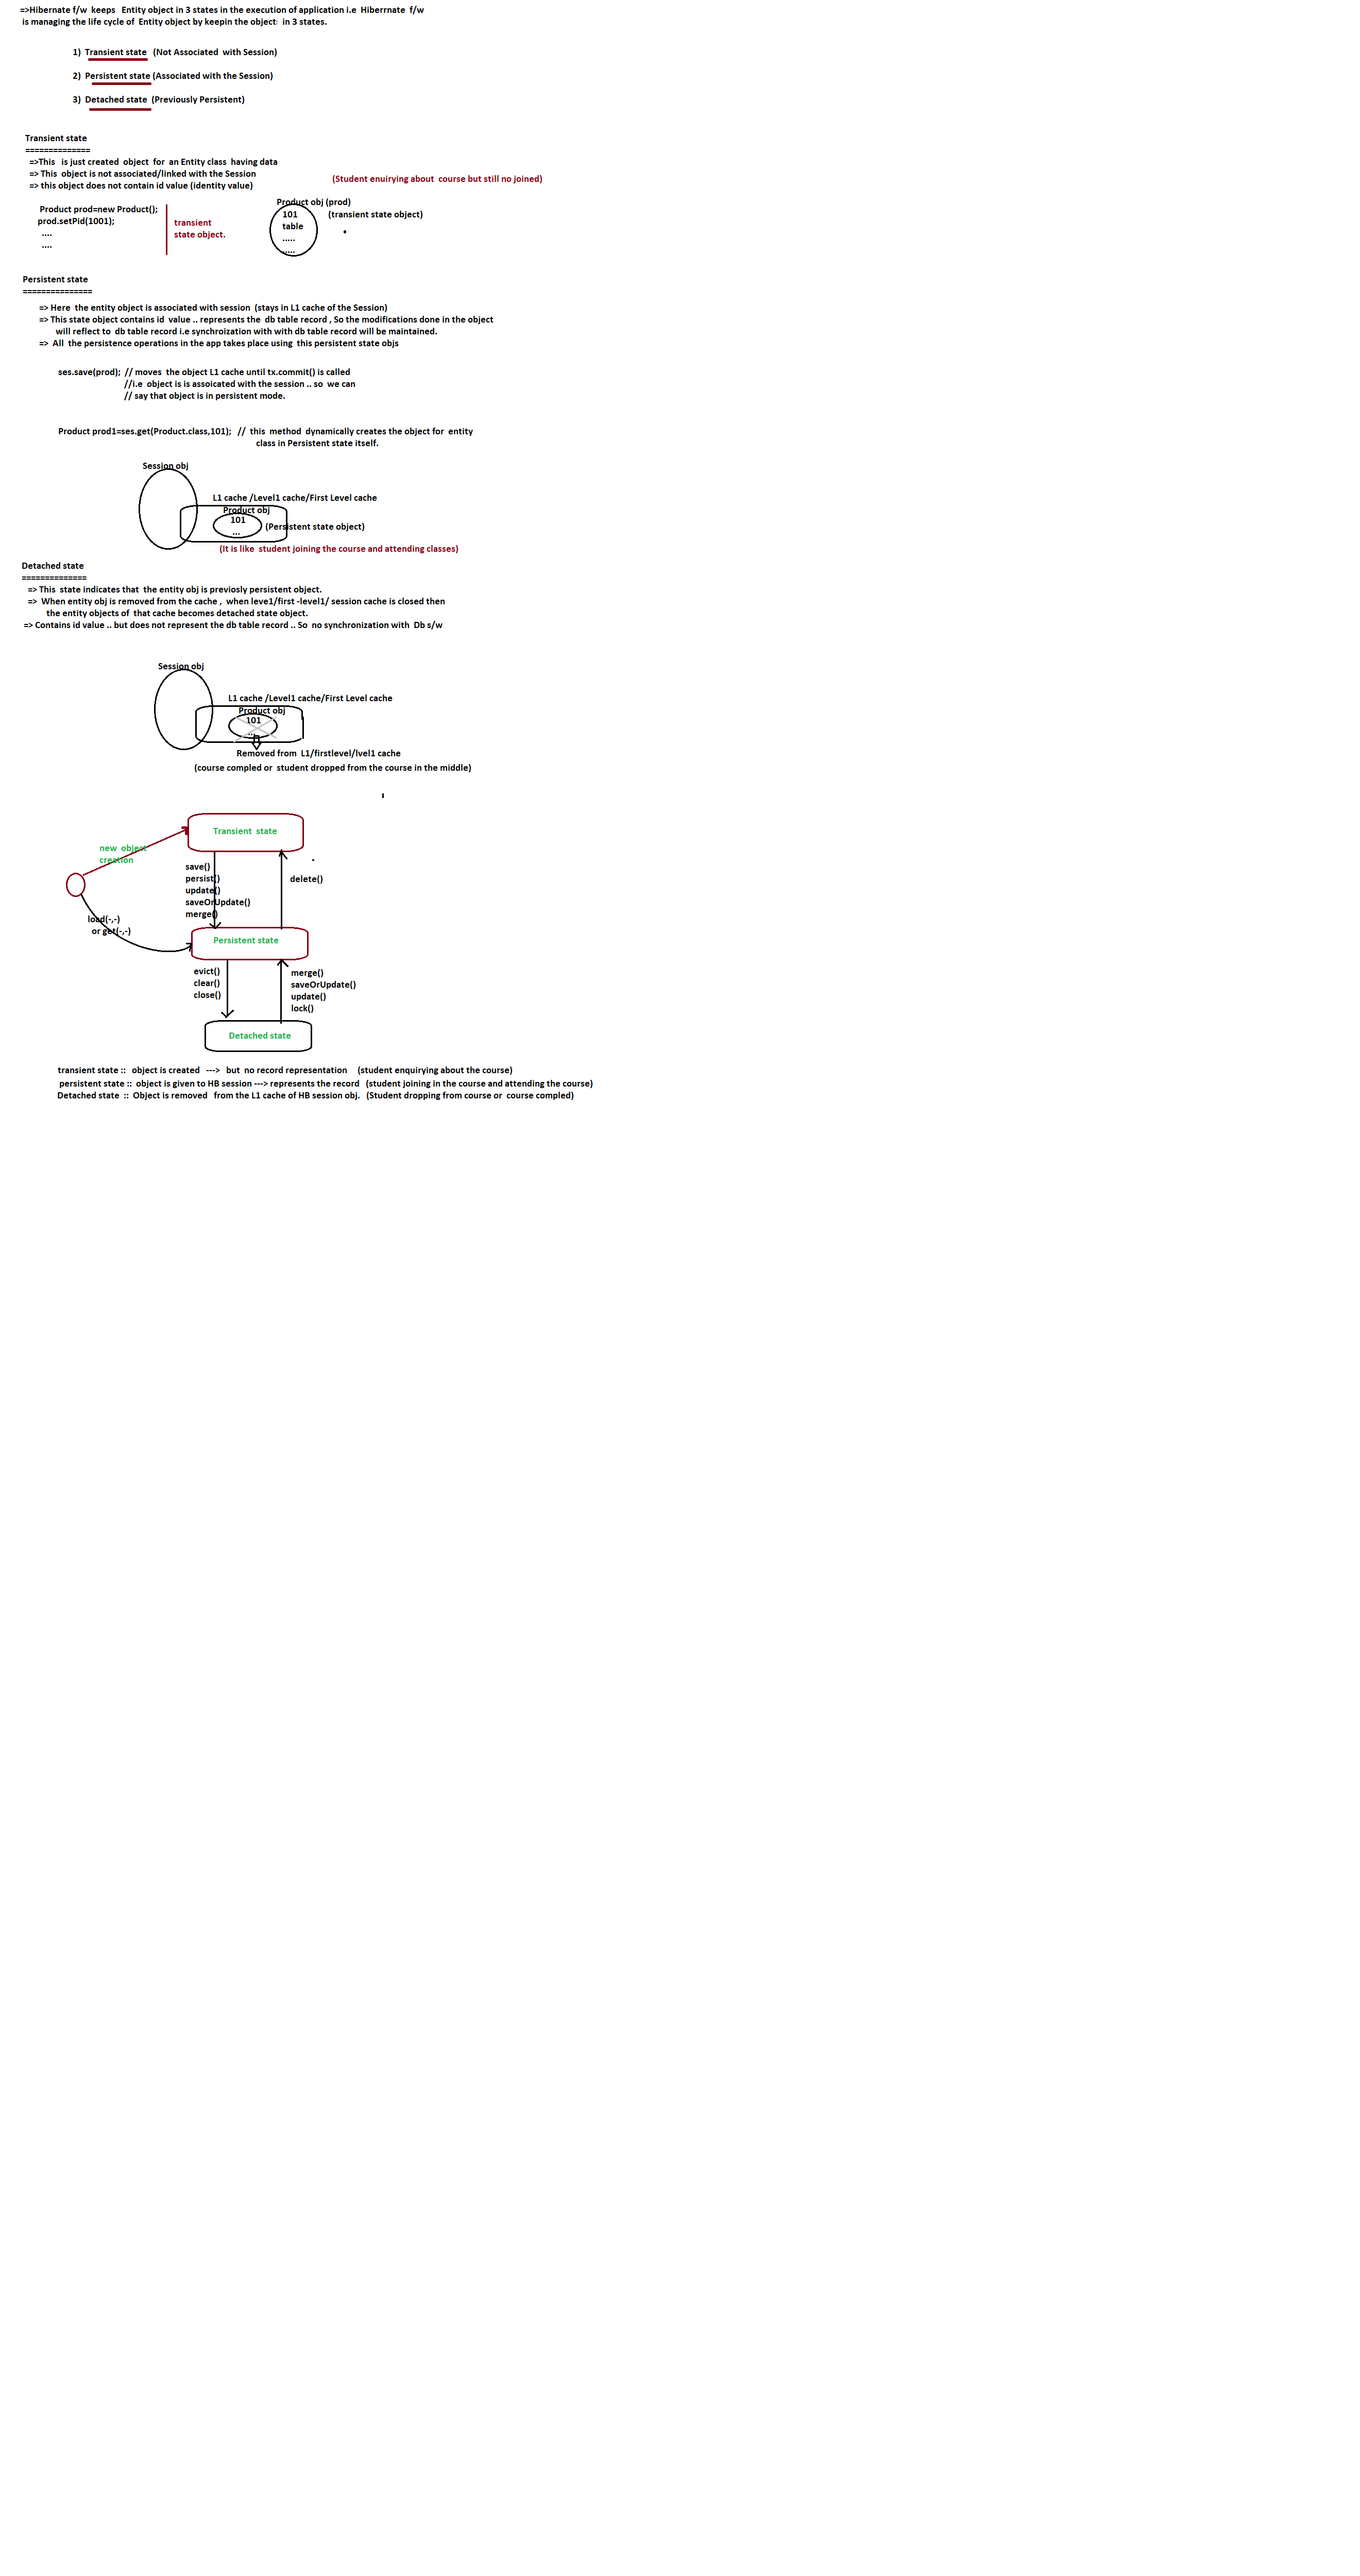 =>Hibernate f/w keeps Entity object in 3 states in the execution of application i.e Hiberrnate f/w
is managing the life cycle of Entity object by keepin the object in 3 states.
1) Transient state (Not Associated with Session)
2) Persistent state (Associated with the Session)
3) Detached state (Previously Persistent)
Transient state
==============
=>This is just created object for an Entity class having data
=> This object is not associated/linked with the Session
=> this object does not contain id value (identity value)
(Student enuirying about course but still no joined)
Product prod=new Product();
prod.setPid(1001);
....
....
transient
state object.
Product obj (prod)
101
table
.....
.....
(transient state object)
Persistent state
===============
=> Here the entity object is associated with session (stays in L1 cache of the Session)
=> This state object contains id value .. represents the db table record , So the modifications done in the object
will reflect to db table record i.e synchroization with with db table record will be maintained.
=> All the persistence operations in the app takes place using this persistent state objs
ses.save(prod); // moves the object L1 cache until tx.commit() is called
//i.e object is is assoicated with the session .. so we can
// say that object is in persistent mode.
Product prod1=ses.get(Product.class,101); // this method dynamically creates the object for entity
class in Persistent state itself.
Session obj
L1 cache /Level1 cache/First Level cache
Product obj
101
...
(Persistent state object)
(It is like student joining the course and attending classes)
Detached state
==============
=> This state indicates that the entity obj is previosly persistent object.
=> When entity obj is removed from the cache , when leve1/first -level1/ session cache is closed then
the entity objects of that cache becomes detached state object.
=> Contains id value .. but does not represent the db table record .. So no synchronization with Db s/w
Session obj
L1 cache /Level1 cache/First Level cache
Product obj
101
...
Removed from L1/firstlevel/lvel1 cache
(course compled or student dropped from the course in the middle)
Transient state
new object
creation
save()
persist()
update()
saveOrUpdate()
merge()
delete()
load(-,-)
or get(-,-)
Persistent state
evict()
clear()
close()
merge()
saveOrUpdate()
update()
lock()
Detached state
transient state :: object is created ---> but no record representation (student enquirying about the course)
persistent state :: object is given to HB session ---> represents the record (student joining in the course and attending the course)
Detached state :: Object is removed from the L1 cache of HB session obj. (Student dropping from course or course compled)